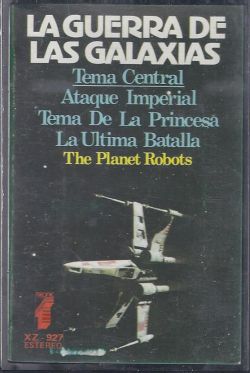 LA GUERRA DE
LAS GALAXIAS
Tema Central
Ataque Imperial
Tema De La Princesa
La Ultima Batalla
The Planet Robots
XZ 927
ESTEREO